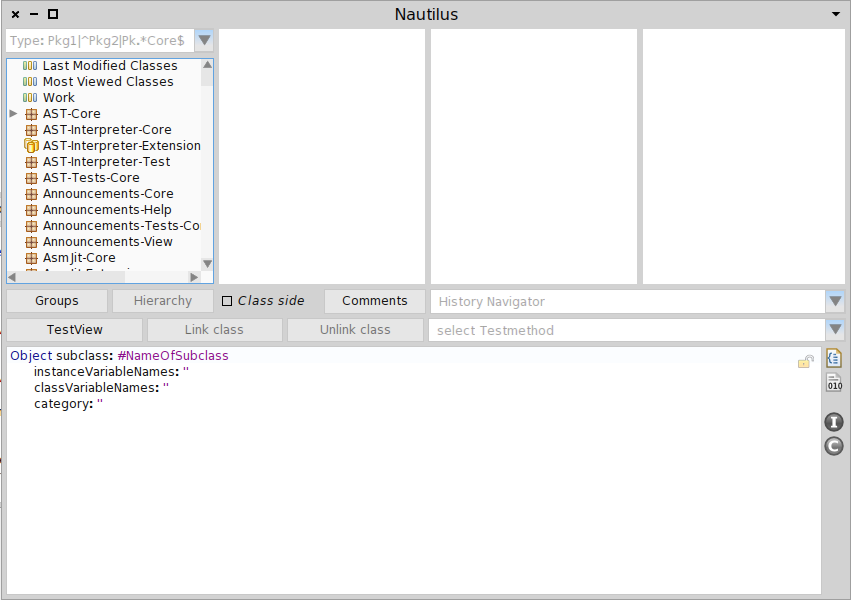 Nautilus
Type: Pkg1|^Pkg2|Pk.*Core$
Last Modified Classes
Most Viewed Classes
Work
AST-Core
AST-Interpreter-Core
AST-Interpreter-Extension
AST-Interpreter-Test
AST-Tests-Core
Announcements-Core
Announcements-Help
Announcements-Tests-Co
Announcements-View
AsmJit-Core
Groups
Hierarchy
Class side
Comments
History Navigator
TestView
Link class
Unlink class
select Testmethod
Object subclass: #NameOfSubclass
instanceVariableNames: ''
classVariableNames: ''
category: ''
010
I
C